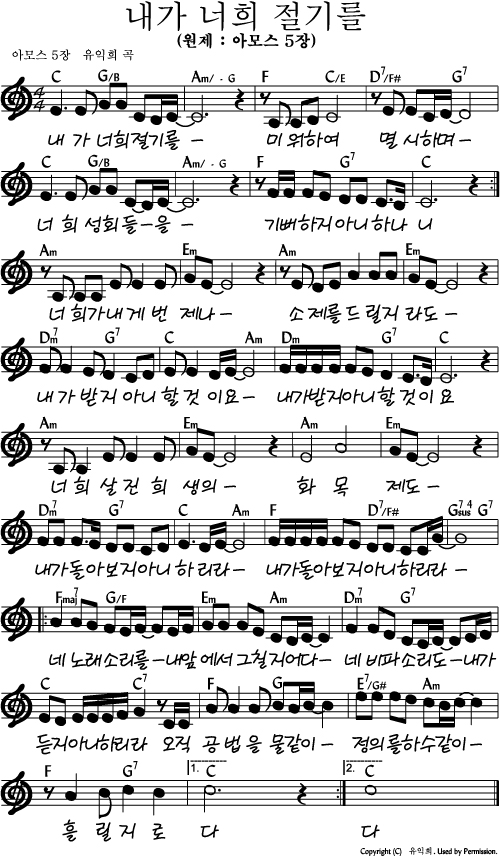 내가 너희 절기를
(원제 : 아모스 5장)
아모스 5장 유익희 곡
C G/B Am/ - G F C/E D7/F# G7
내 가 너희절기를 - 미 워하여 멸 시하며 -
C G/B Am/ - G F G7 C
너 희 성회들 - 을 - 기뻐하지아니하나 니
Am Em Am Em
너 희가내게 번 제나 - 소 제를 드 릴지 라도 -
Dm7 G7 C Am Dm7 G7 C
내 가 받 지 아니 할것 이요 - 내가받지아니할것이 요
Am Em Am Em
너 희 살 진 희 생의 - 화 목 제도 -
Dm7 G7 C Am F D7/F# Gsus7 4 G7
내가돌아보지아니 하 리라 - 내가돌아보지아니하리라 -
Fmaj7 G/F Em Am Dm7 G7 C
네 노래소리를 - 내앞 에서 그칠지어다 - 네 비파소리도 - 내가
Dm7 G7 C F G E7/G# Am
듣지아니하리라 오직 공 법 을 물같이 - 정의 를하수같이 -
F G7 1. C 2. C
흘 릴 지 로 다 다
Copyright (C) 유익희. Used by Permission.